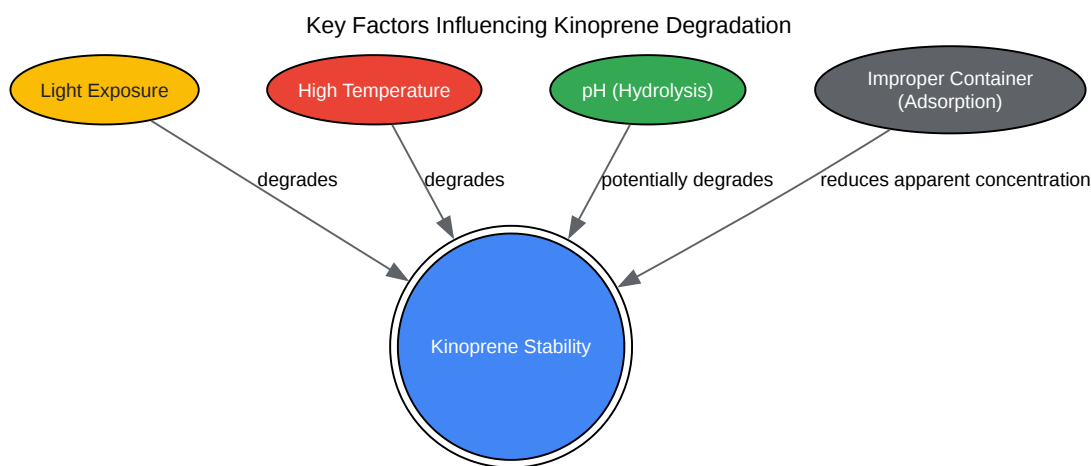 Key Factors Influencing Kinoprene Degradation
Light Exposure
High Temperature
pH (Hydrolysis)
Improper Container
(Adsorption)
degrades
degrades
potentially degrades
reduces apparent concentration
Kinoprene Stability